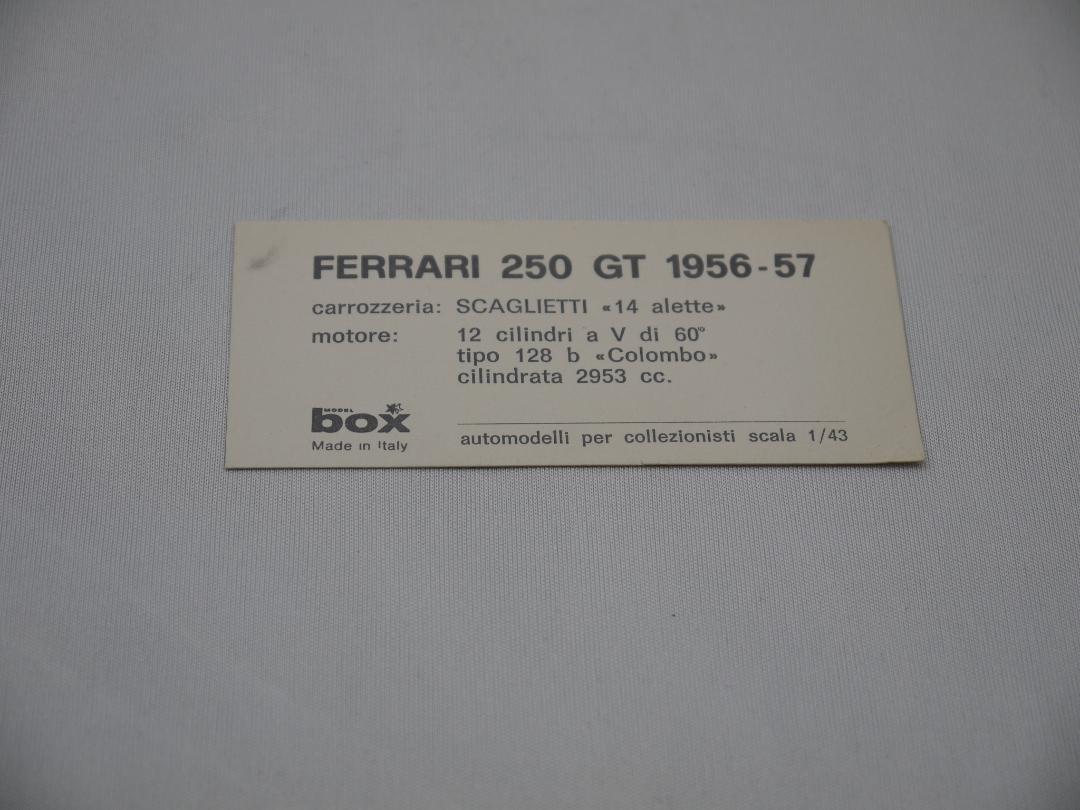 FERRARI 250 GT 1956-57
carrozzeria: SCAGLIETTI «14 alette»
motore: 12 cilindri a V di 60°
tipo 128 b «Colombo»
cilindrata 2953 cc.
MODEL
box
Made in Italy
automodelli per collezionisti scala 1/43